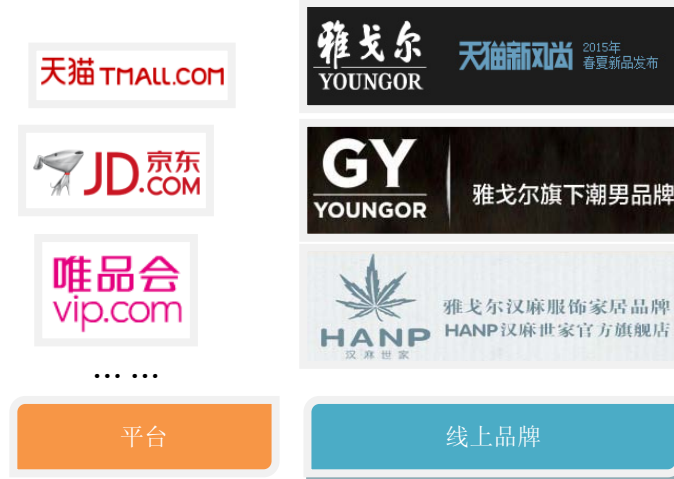 天猫 TMALL.COM
JD 京东
.COM
唯品会
vip.com
... ...
平台
雅戈尔
YOUNGOR
天猫新风尚 2015年
春夏新品发布
GY
YOUNGOR
雅戈尔旗下潮男品牌
雅戈尔汉麻服饰家居品牌
HANP汉麻世家官方旗舰店
HANP
汉麻世家
线上品牌